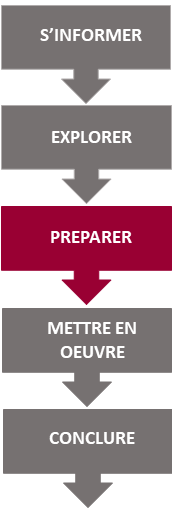 S'INFORMER
EXPLORER
PREPARER
METTRE EN
OEUVRE
CONCLURE